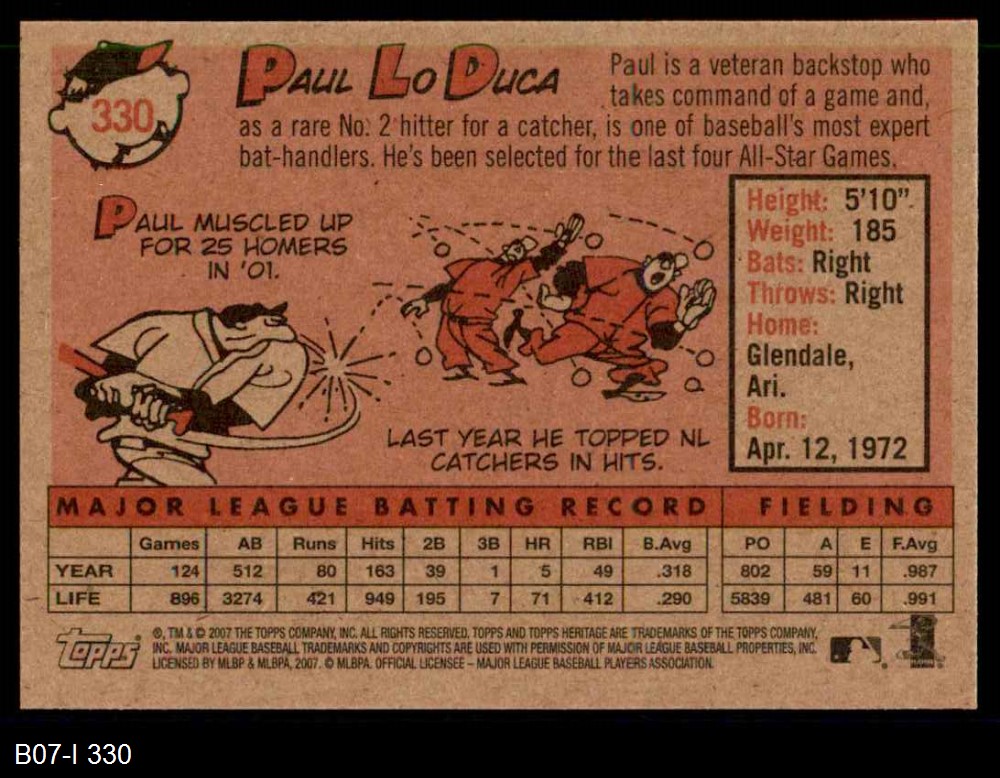 330
PAUL LO DUCA
Paul is a veteran backstop who
takes command of a game and,
as a rare No. 2 hitter for a catcher, is one of baseball's most expert
bat-handlers. He's been selected for the last four All-Star Games.
PAUL MUSCLED UP
FOR 25 HOMERS
IN '01.
LAST YEAR HE TOPPED NL
CATCHERS IN HITS.
Height: 5'10"
Weight: 185
Bats: Right
Throws: Right
Home:
Glendale,
Ari.
Born:
Apr. 12, 1972
MAJOR LEAGUE BATTING RECORD FIELDING
Games AB Runs Hits 2B 3B HR RBI B.Avg PO A E F.Avg
YEAR 124 512 80 163 39 1 5 49 .318 802 59 11 .987
LIFE 896 3274 421 949 195 7 71 412 .290 5839 481 60 .991
Topps
®, TM & © 2007 THE TOPPS COMPANY, INC. ALL RIGHTS RESERVED. TOPPS AND TOPPS HERITAGE ARE TRADEMARKS OF THE TOPPS COMPANY,
INC. MAJOR LEAGUE BASEBALL TRADEMARKS AND COPYRIGHTS ARE USED WITH PERMISSION OF MAJOR LEAGUE BASEBALL PROPERTIES, INC.
LICENSED BY MLBP & MLBPA, 2007. © MLBPA. OFFICIAL LICENSEE – MAJOR LEAGUE BASEBALL PLAYERS ASSOCIATION.
B07-I 330